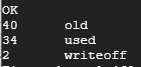 OK
40 old
34 used
2 writeoff